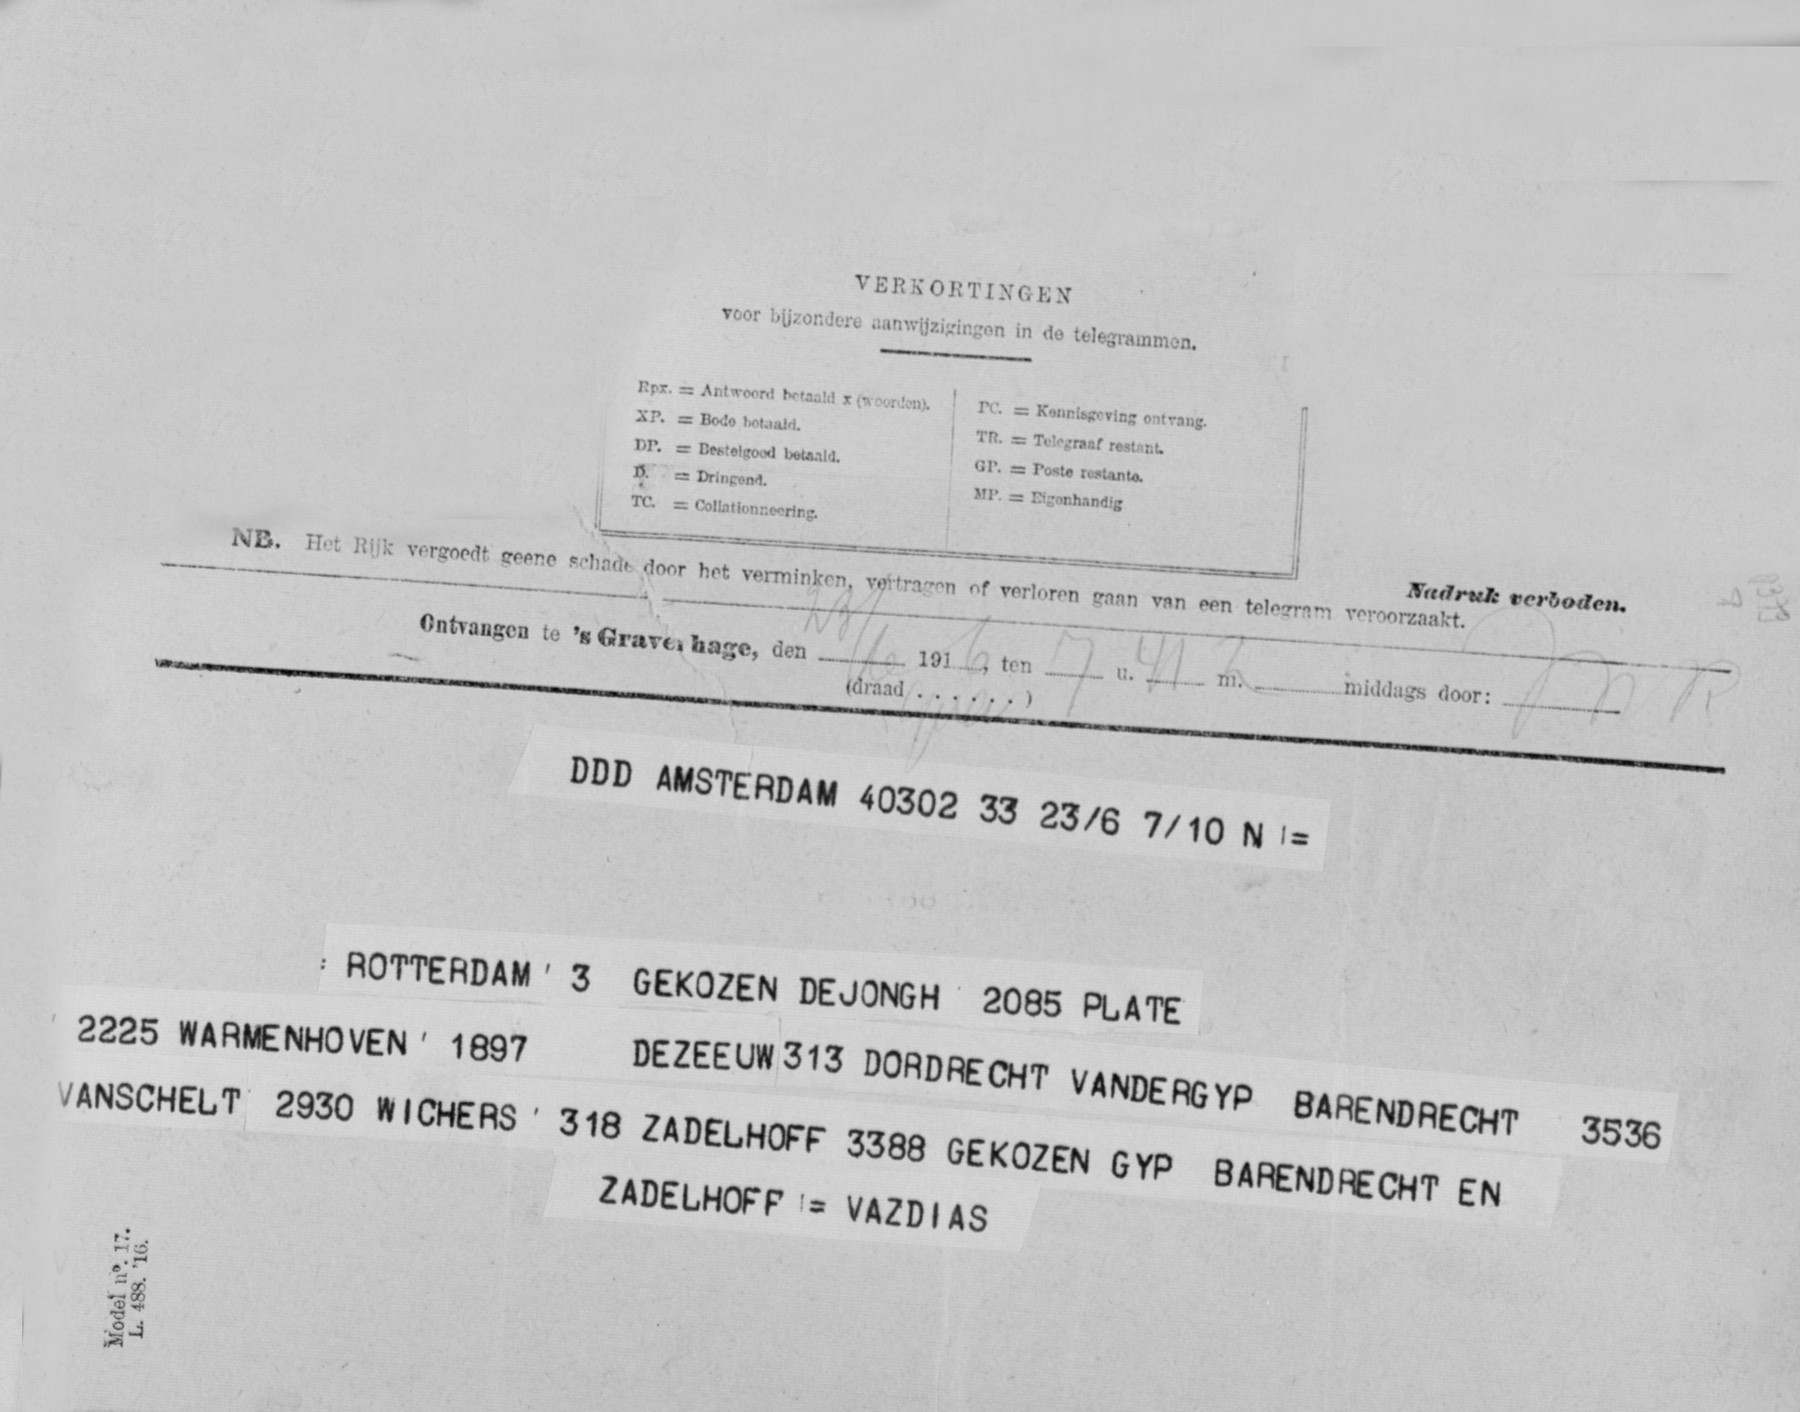 VERKORTINGEN
voor bijzondere aanwijzigingen in de telegrammen.
Rpx. = Antwoord betaald x (woorden).
XP. = Bode betaald.
DP. = Bestelgoed betaald.
D. = Dringend.
TC. = Collationneering.
PC. = Kennisgeving ontvang.
TR. = Telegraaf restant.
GP. = Poste restante.
MP. = Eigenhandig
NB. Het Rijk vergoedt geene schade door het verminken, vertragen of verloren gaan van een telegram veroorzaakt.
Nadruk verboden.
Ontvangen te 's Gravenhage, den 23/6 1916, ten 7 u. 41 m. middags door:
(draad . . . . . . )
DDD AMSTERDAM 40302 33 23/6 7/10 N |=
: ROTTERDAM ' 3 GEKOZEN DEJONGH ' 2085 PLATE
' 2225 WARMENHOVEN ' 1897 DEZEEUW 313 DORDRECHT VANDERGYP BARENDRECHT 3536
VANSCHELT 2930 WICHERS ' 318 ZADELHOFF 3388 GEKOZEN GYP BARENDRECHT EN
ZADELHOFF |= VAZDIAS
Model nº. 17.
L. 488. '16.